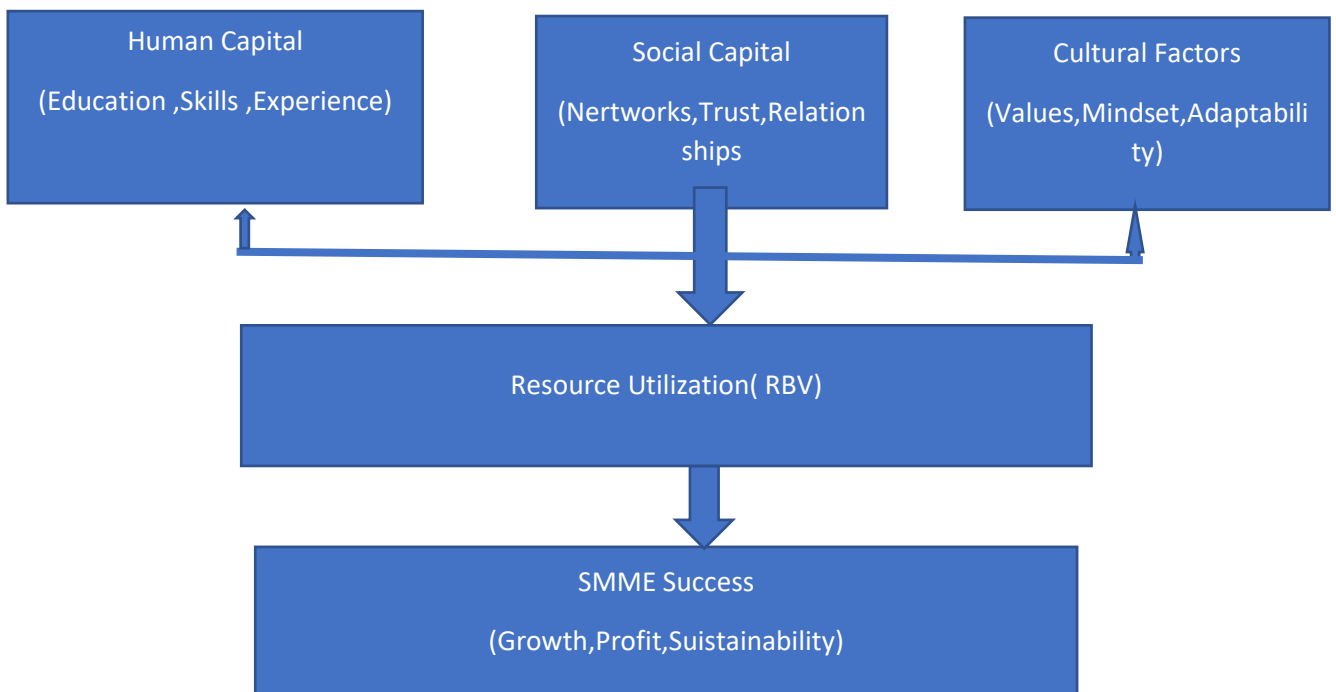 Human Capital
(Education ,Skills ,Experience)
Social Capital
(Nertworks,Trust,Relation
ships
Cultural Factors
(Values,Mindset,Adaptabili
ty)
Resource Utilization( RBV)
SMME Success
(Growth,Profit,Suistainability)